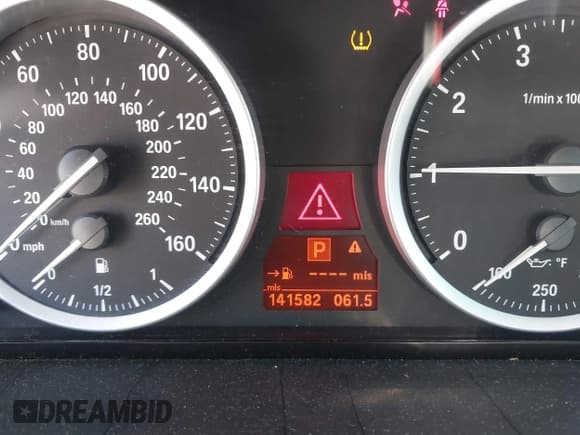 60 80 100 120 140 160
20 40 60 80 100 120 140 160 180 200 220 240 260
0 km/h
mph
0 1/2 1
P
---- mls
mls
141582 061.5
0 1 2 3
1/min x 100
°F
250
DREAMBID